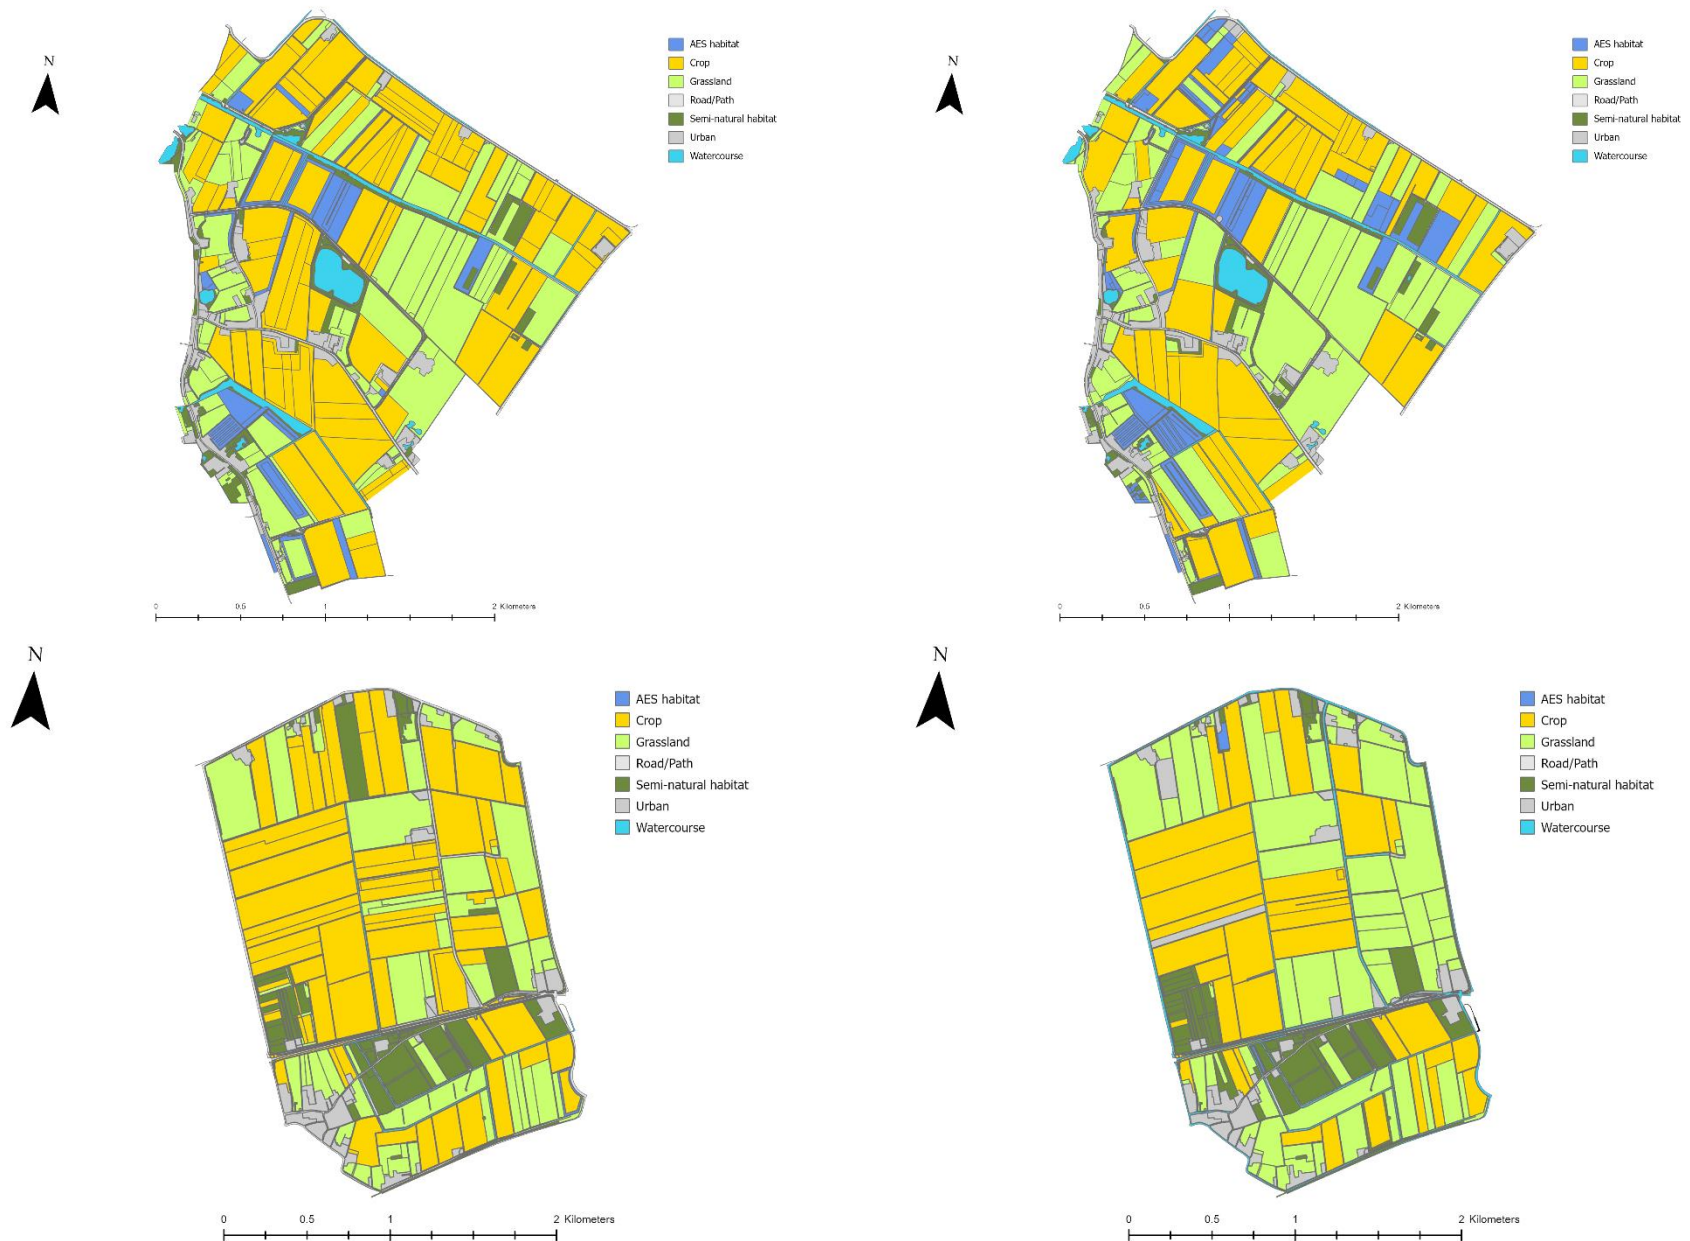 N
AES habitat
Crop
Grassland
Road/Path
Semi-natural habitat
Urban
Watercourse
0 0.5 1 2 Kilometers
N
AES habitat
Crop
Grassland
Road/Path
Semi-natural habitat
Urban
Watercourse
0 0.5 1 2 Kilometers
N
AES habitat
Crop
Grassland
Road/Path
Semi-natural habitat
Urban
Watercourse
0 0.5 1 2 Kilometers
N
AES habitat
Crop
Grassland
Road/Path
Semi-natural habitat
Urban
Watercourse
0 0.5 1 2 Kilometers